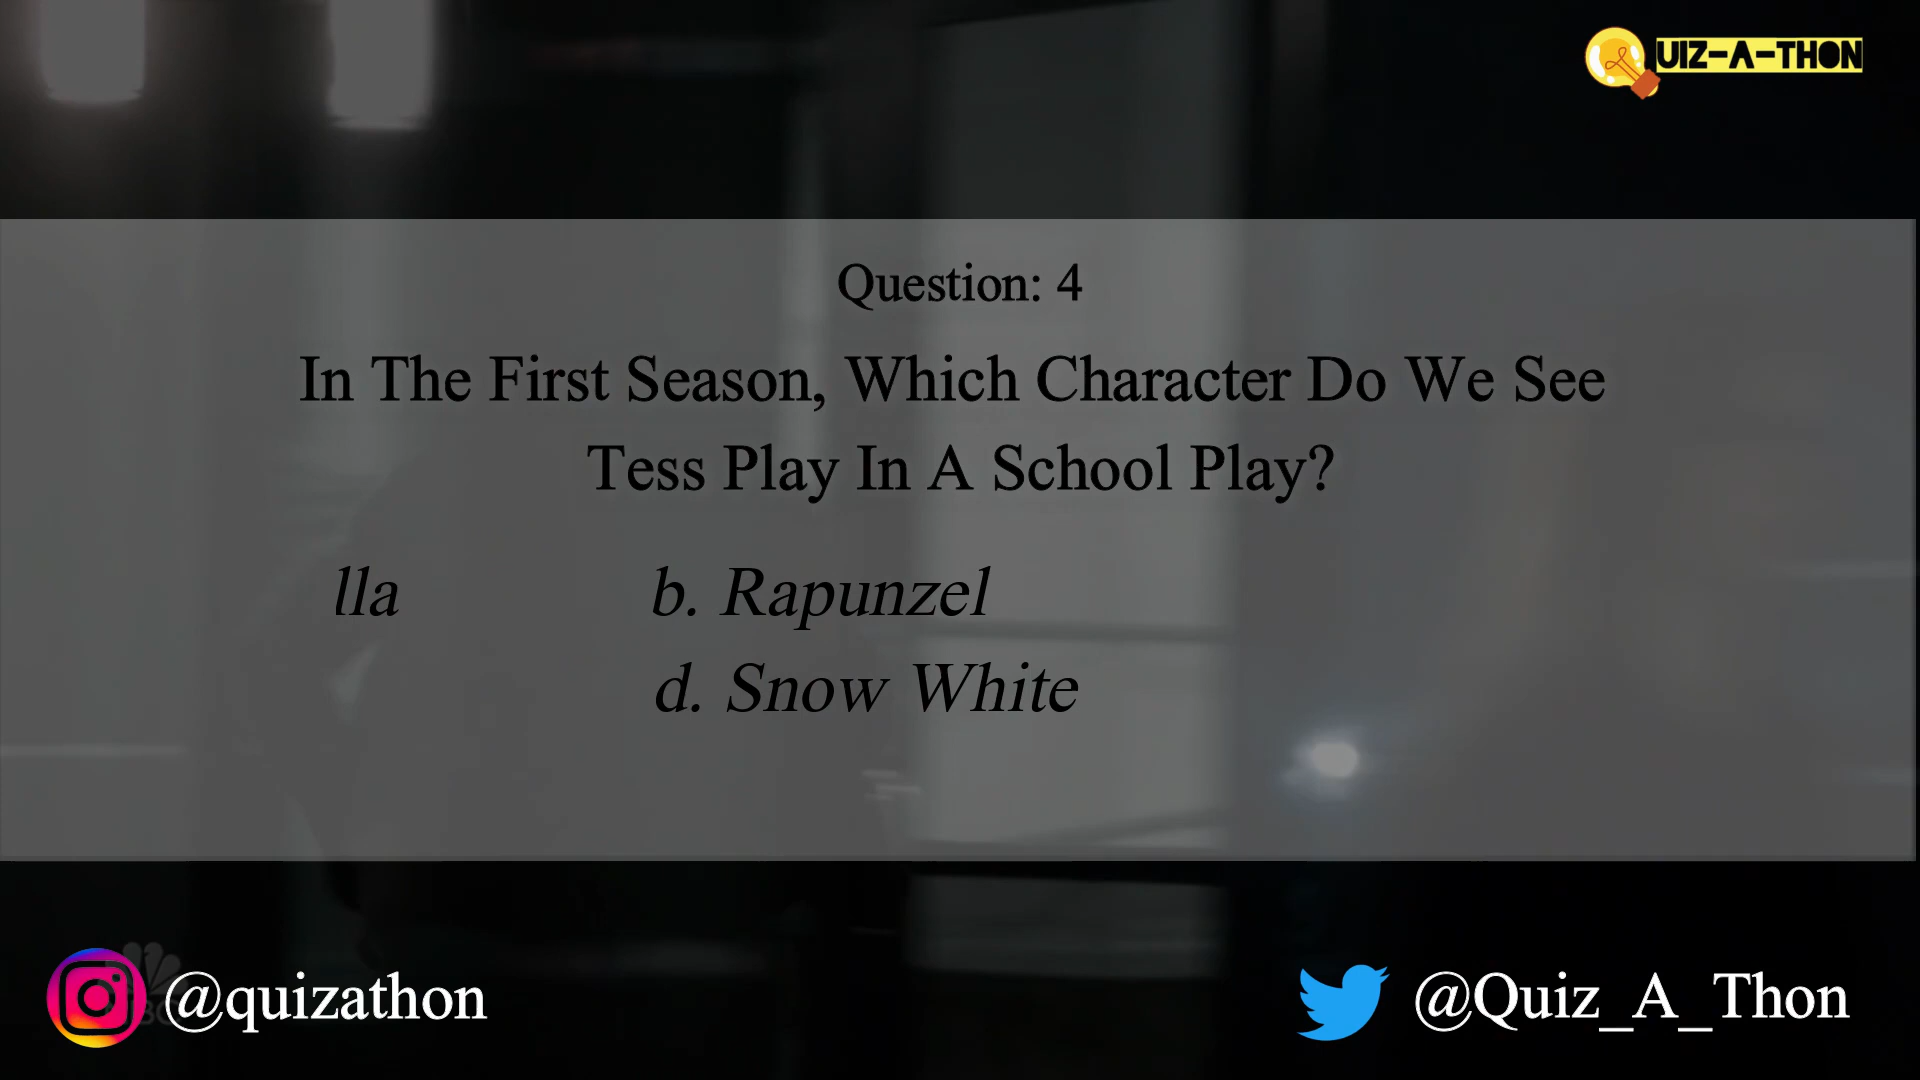 UIZ-A-THON
Question: 4
In The First Season, Which Character Do We See
Tess Play In A School Play?
lla b. Rapunzel
d. Snow White
@quizathon @Quiz_A_Thon